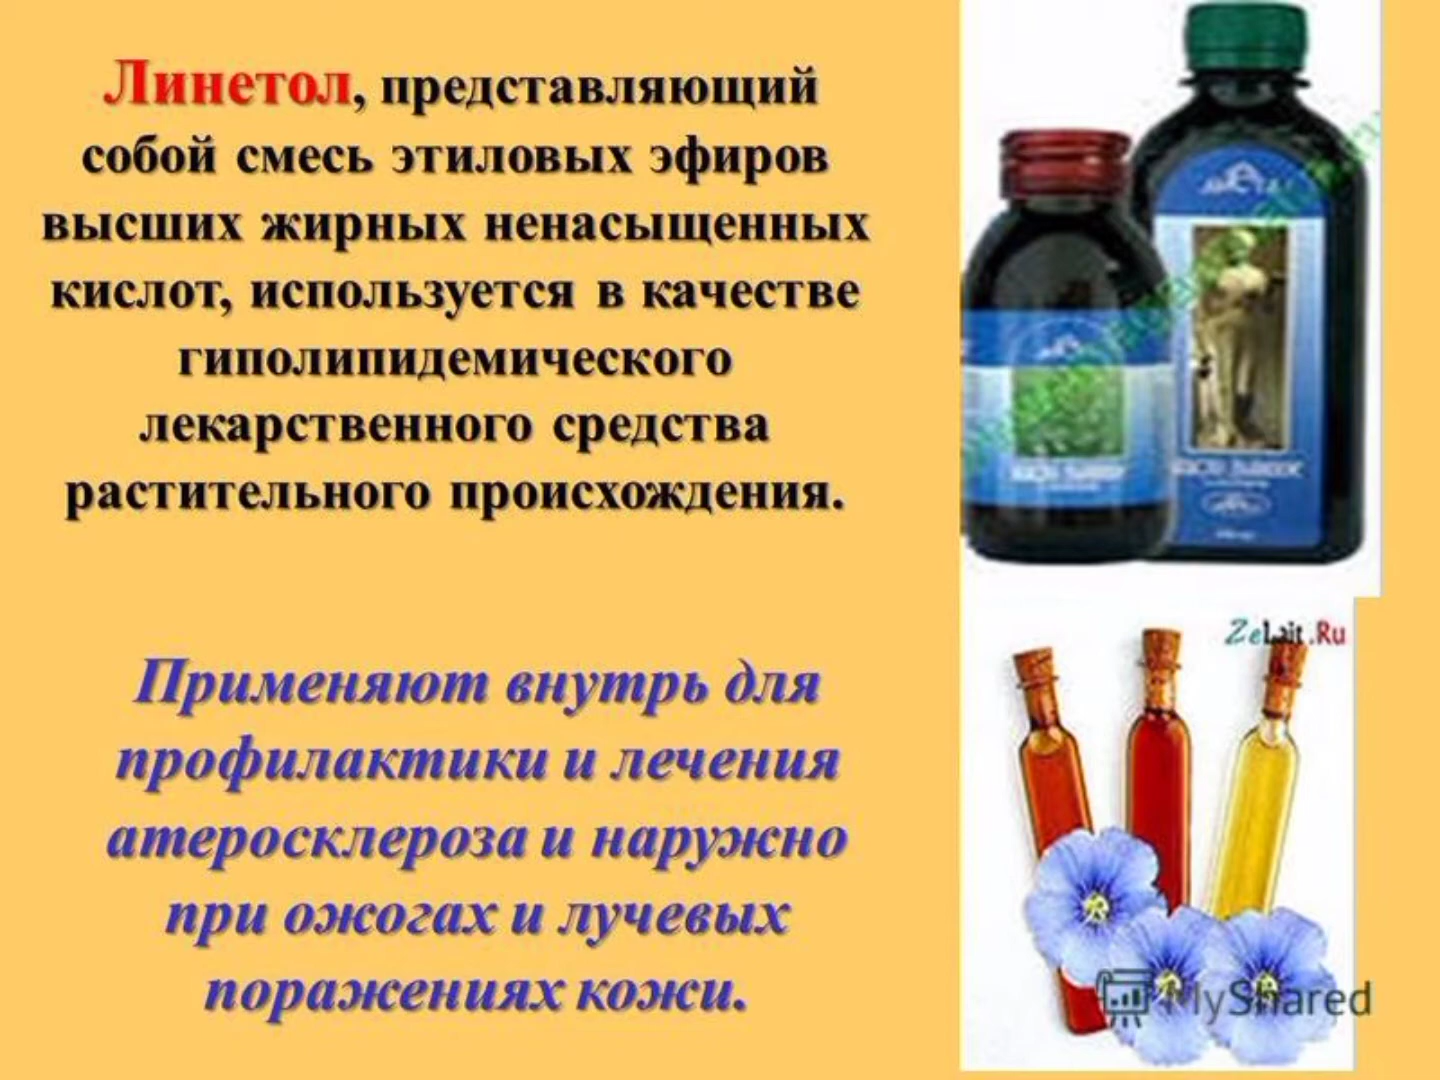 Линетол, представляющий
собой смесь этиловых эфиров
высших жирных ненасыщенных
кислот, используется в качестве
гиполипидемического
лекарственного средства
растительного происхождения.
Применяют внутрь для
профилактики и лечения
атеросклероза и наружно
при ожогах и лучевых
поражениях кожи.
ZeLait.Ru
MyShared